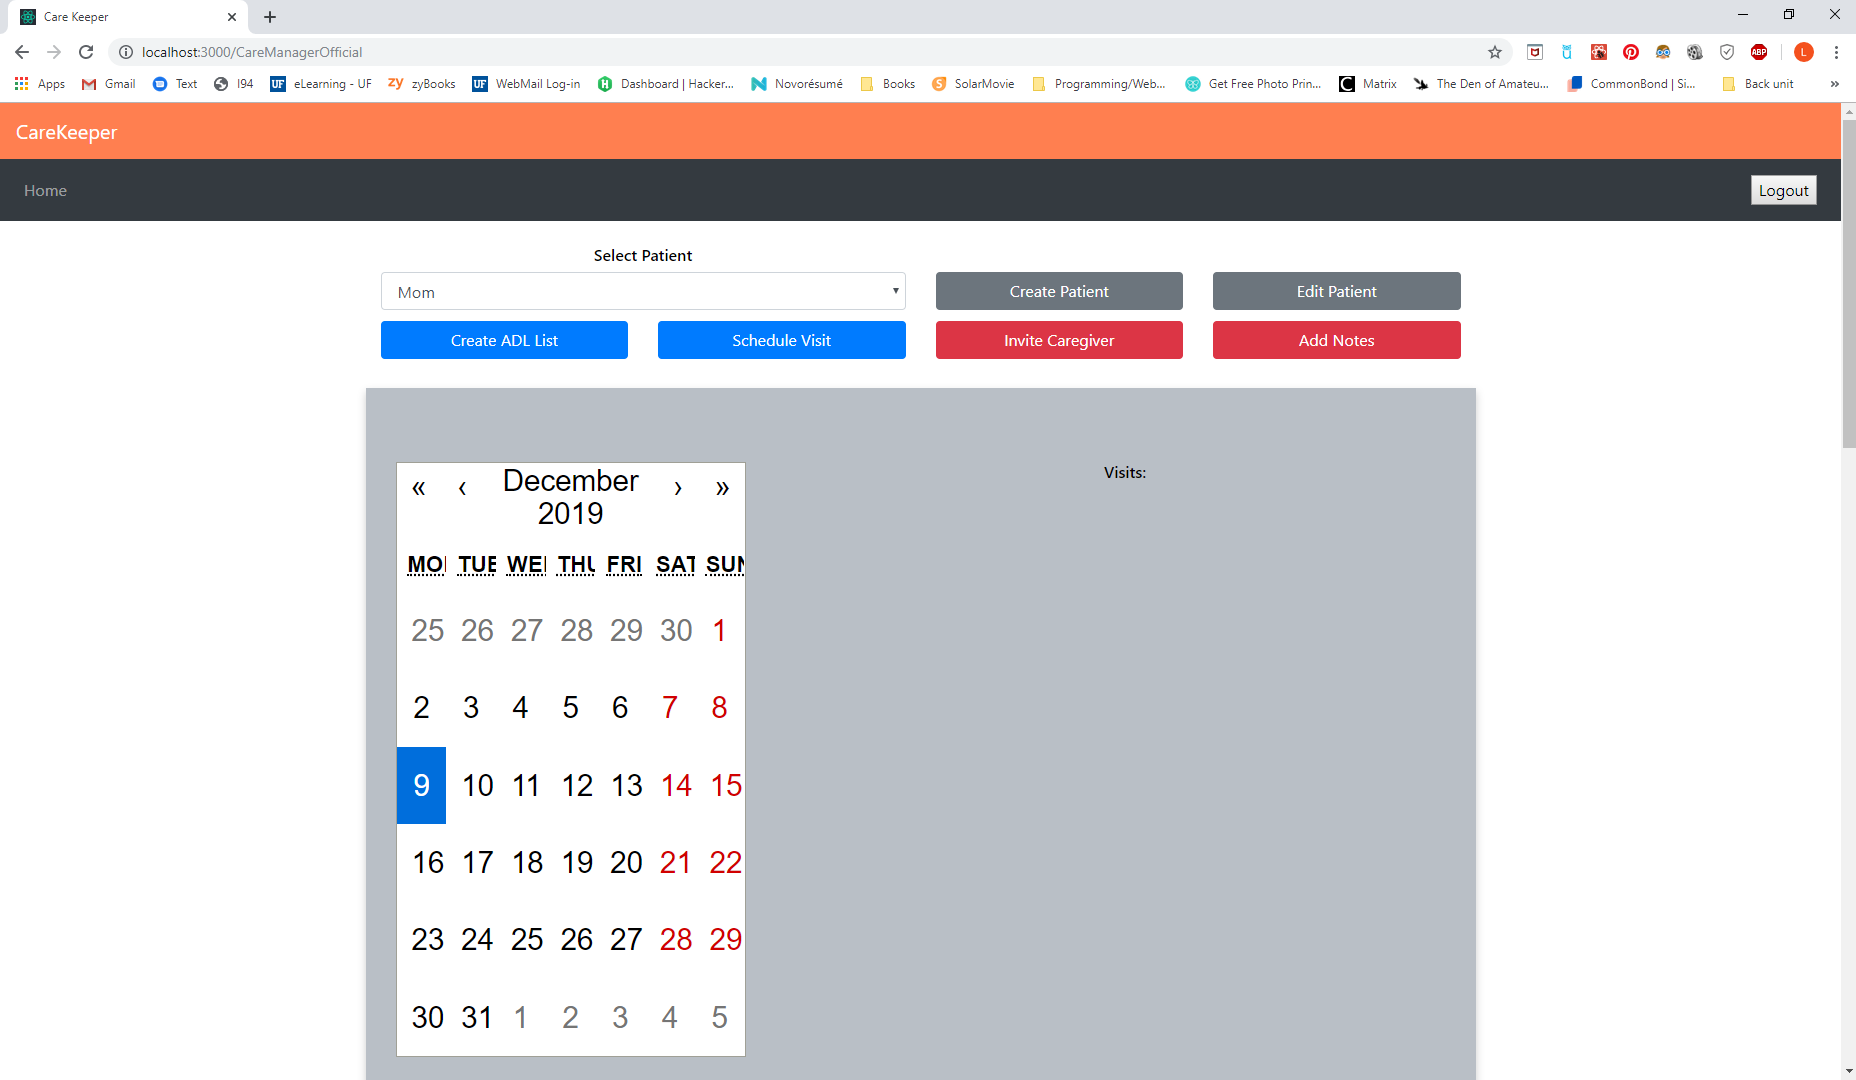 Care Keeper
localhost:3000/CareManagerOfficial
L
Apps Gmail Text I94 UF eLearning - UF zy zyBooks UF WebMail Log-in Dashboard | Hacker... Novorésumé Books SolarMovie Programming/Web... Get Free Photo Prin... Matrix The Den of Amateu... CommonBond | Si... Back unit »
CareKeeper
Home Logout
Select Patient
Mom Create Patient Edit Patient
Create ADL List Schedule Visit Invite Caregiver Add Notes
« ‹ December 2019 › »
Visits:
MON TUE WED THU FRI SAT SUN
25 26 27 28 29 30 1
2 3 4 5 6 7 8
9 10 11 12 13 14 15
16 17 18 19 20 21 22
23 24 25 26 27 28 29
30 31 1 2 3 4 5